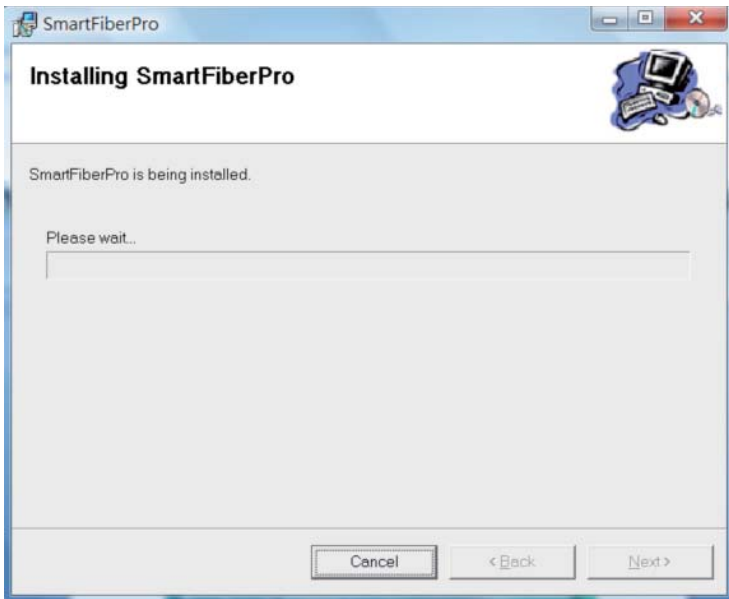 SmartFiberPro
Installing SmartFiberPro
SmartFiberPro is being installed.
Please wait...
Cancel
< Back
Next >